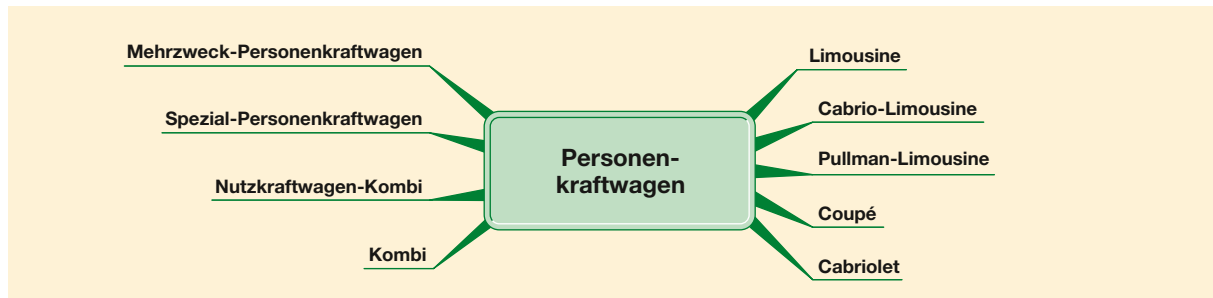 Mehrzweck-Personenkraftwagen
Spezial-Personenkraftwagen
Nutzkraftwagen-Kombi
Kombi
Personen-
kraftwagen
Limousine
Cabrio-Limousine
Pullman-Limousine
Coupé
Cabriolet